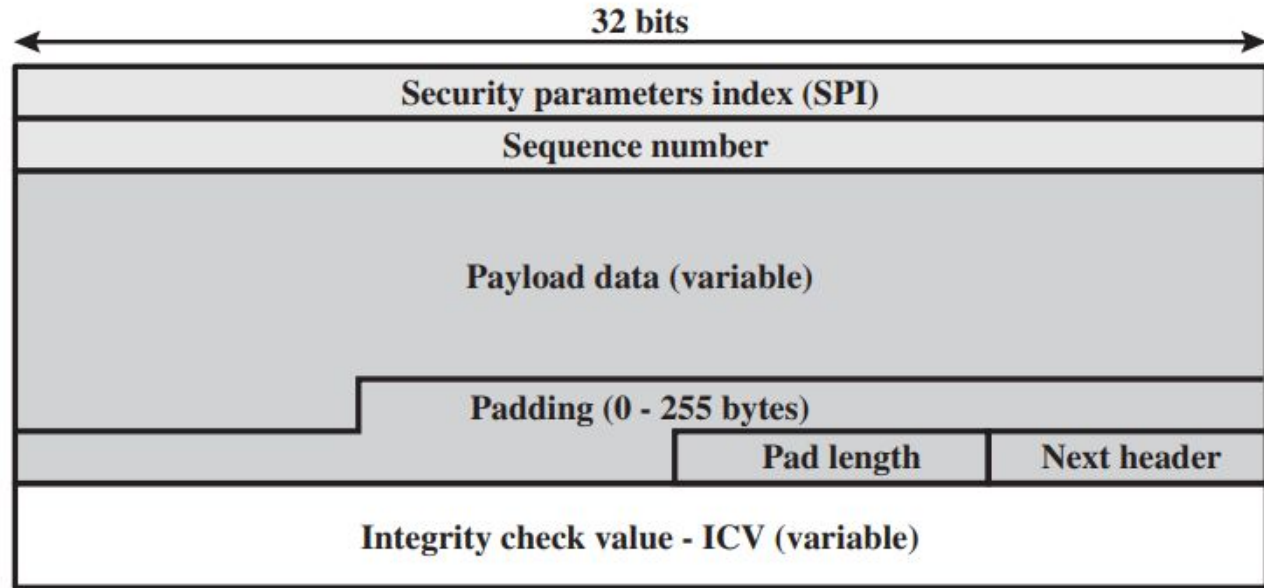 32 bits
Security parameters index (SPI)
Sequence number
Payload data (variable)
Padding (0 - 255 bytes)
Pad length Next header
Integrity check value - ICV (variable)